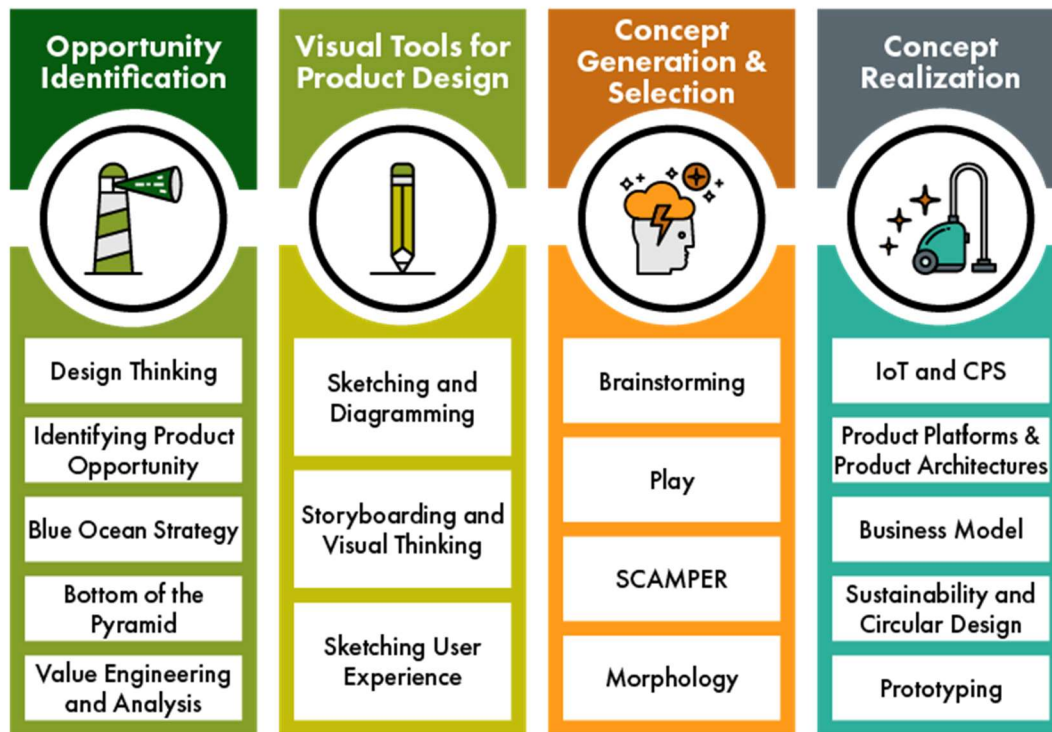 Opportunity
Identification
Design Thinking
Identifying Product
Opportunity
Blue Ocean Strategy
Bottom of the
Pyramid
Value Engineering
and Analysis
Visual Tools for
Product Design
Sketching and
Diagramming
Storyboarding and
Visual Thinking
Sketching User
Experience
Concept
Generation &
Selection
Brainstorming
Play
SCAMPER
Morphology
Concept
Realization
IoT and CPS
Product Platforms &
Product Architectures
Business Model
Sustainability and
Circular Design
Prototyping